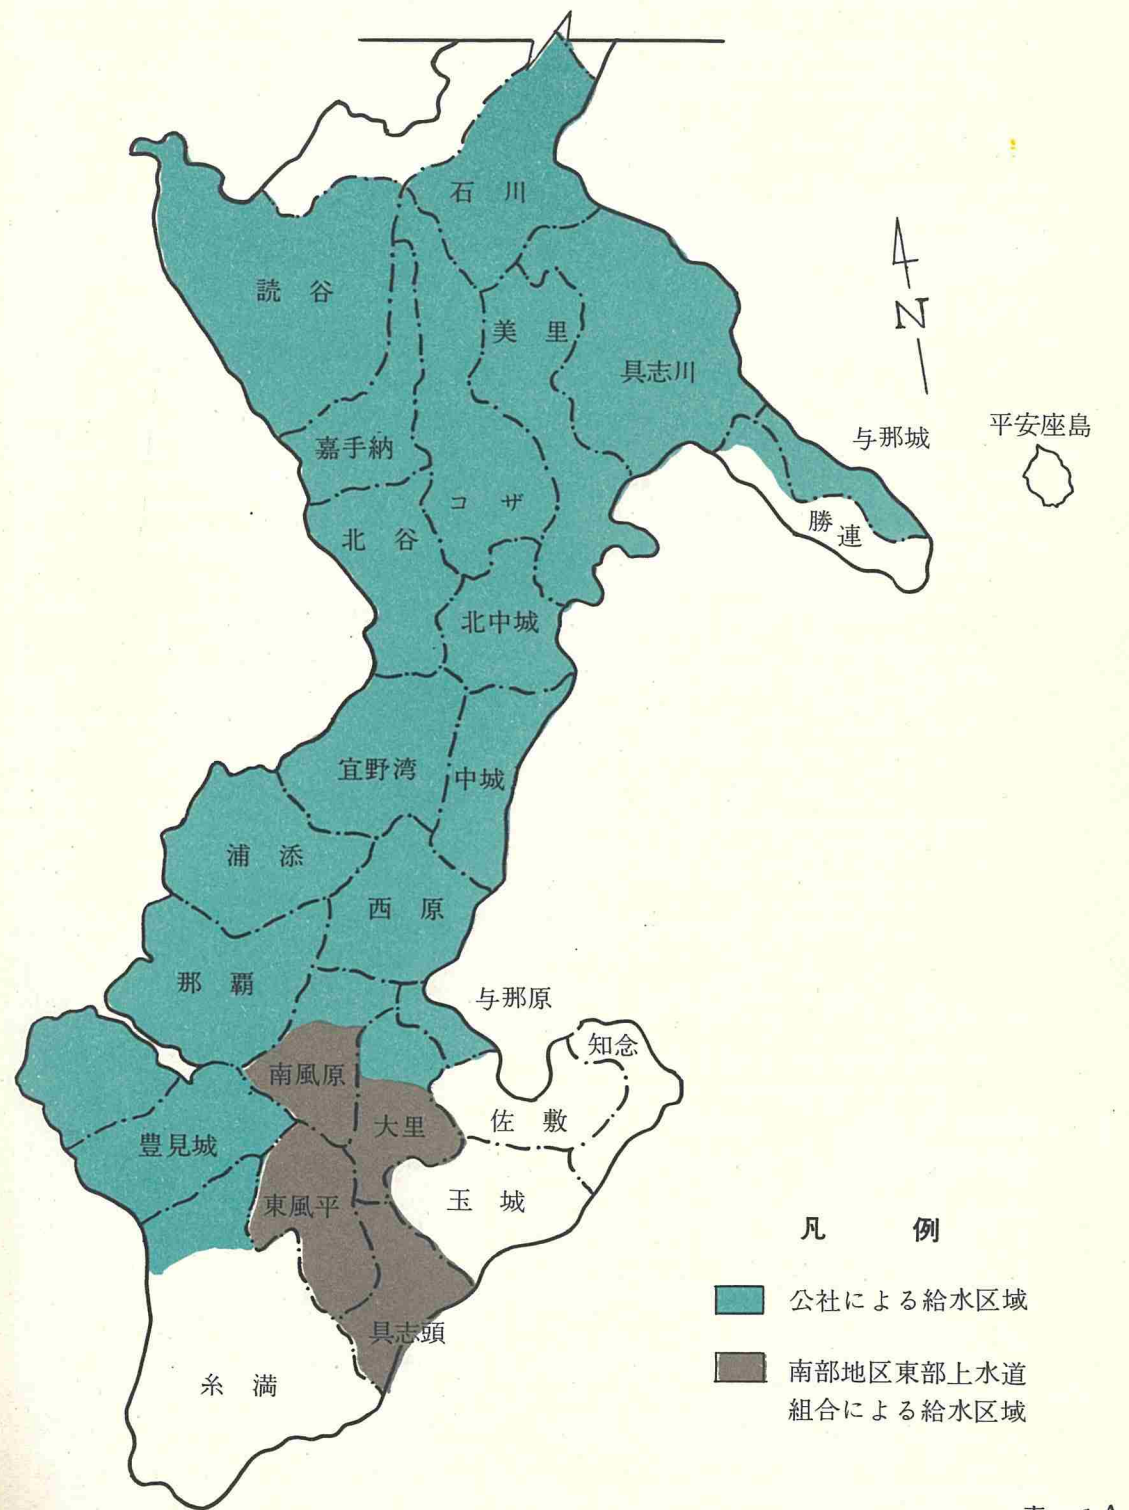 石川
読谷
美里
具志川
与那城
平安座島
嘉手納
コザ
勝連
北谷
北中城
宜野湾
中城
浦添
西原
那覇
与那原
知念
南風原
佐敷
大里
豊見城
玉城
東風平
具志頭
糸満
N
凡例
公社による給水区域
南部地区東部上水道
組合による給水区域